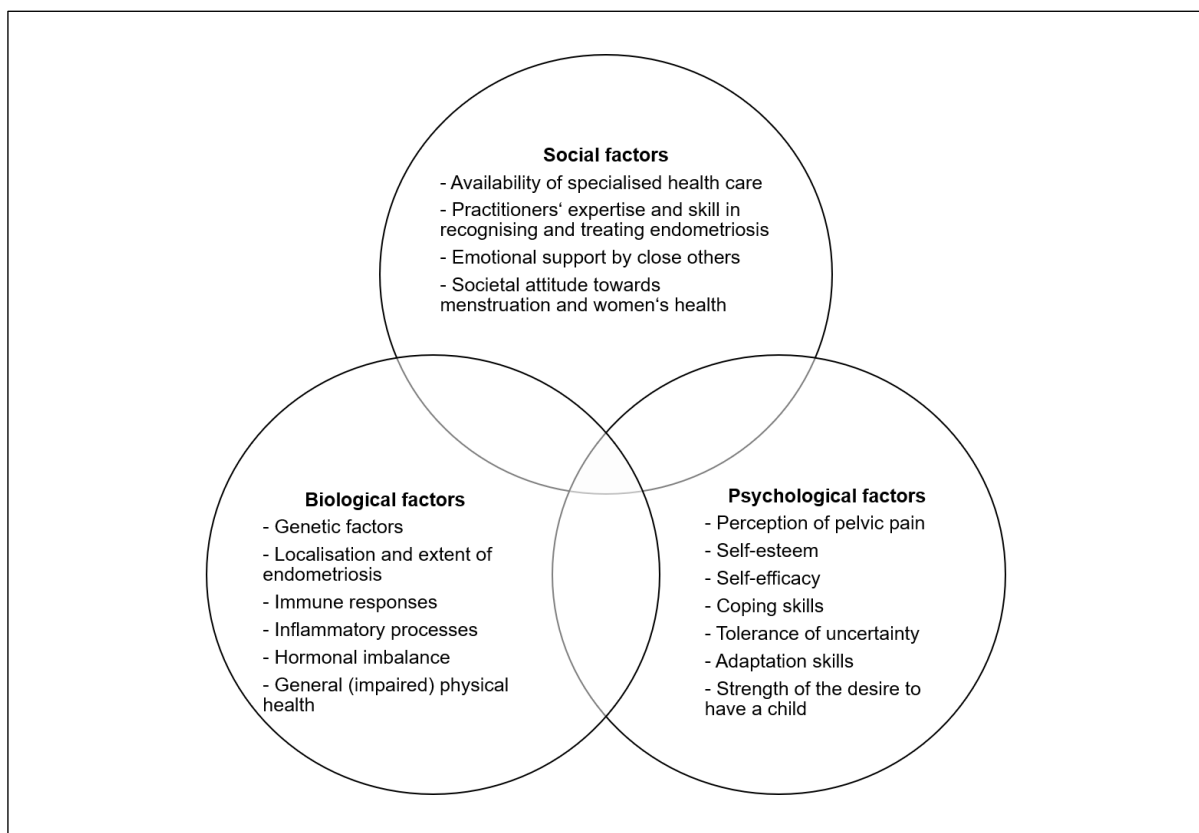 Social factors
- Availability of specialised health care
- Practitioners‘ expertise and skill in
recognising and treating endometriosis
- Emotional support by close others
- Societal attitude towards
menstruation and women‘s health
Biological factors
- Genetic factors
- Localisation and extent of
endometriosis
- Immune responses
- Inflammatory processes
- Hormonal imbalance
- General (impaired) physical
health
Psychological factors
- Perception of pelvic pain
- Self-esteem
- Self-efficacy
- Coping skills
- Tolerance of uncertainty
- Adaptation skills
- Strength of the desire to
have a child